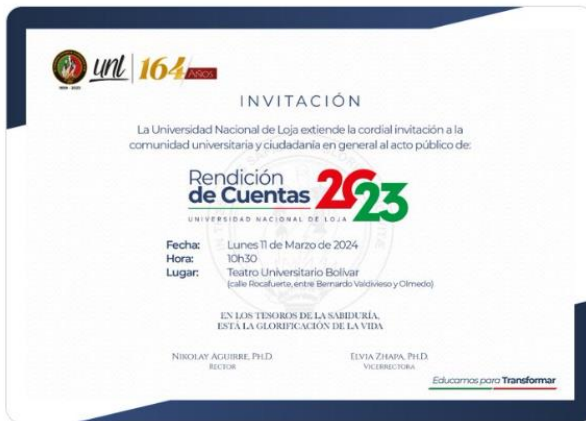 unl 164 AÑOS
1859 - 2023
INVITACIÓN
La Universidad Nacional de Loja extiende la cordial invitación a la
comunidad universitaria y ciudadanía en general al acto público de:
Rendición
de Cuentas 2023
UNIVERSIDAD NACIONAL DE LOJA
Fecha: Lunes 11 de Marzo de 2024
Hora: 10h30
Lugar: Teatro Universitario Bolívar
(calle Rocafuerte, entre Bernardo Valdivieso y Olmedo)
EN LOS TESOROS DE LA SABIDURÍA,
ESTÁ LA GLORIFICACIÓN DE LA VIDA
NIKOLAY AGUIRRE, PH.D.
RECTOR
ELVIA ZHAPA, PH.D.
VICERRECTORA
Educamos para Transformar